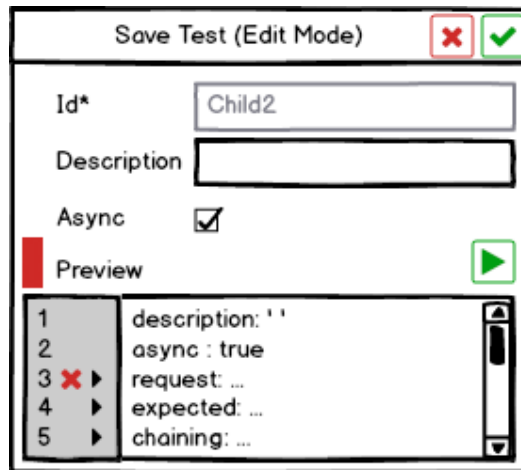 Save Test (Edit Mode)
Id*
Child2
Description
Async
Preview
1 description: ' '
2 async : true
3 request: ...
4 expected: ...
5 chaining: ...